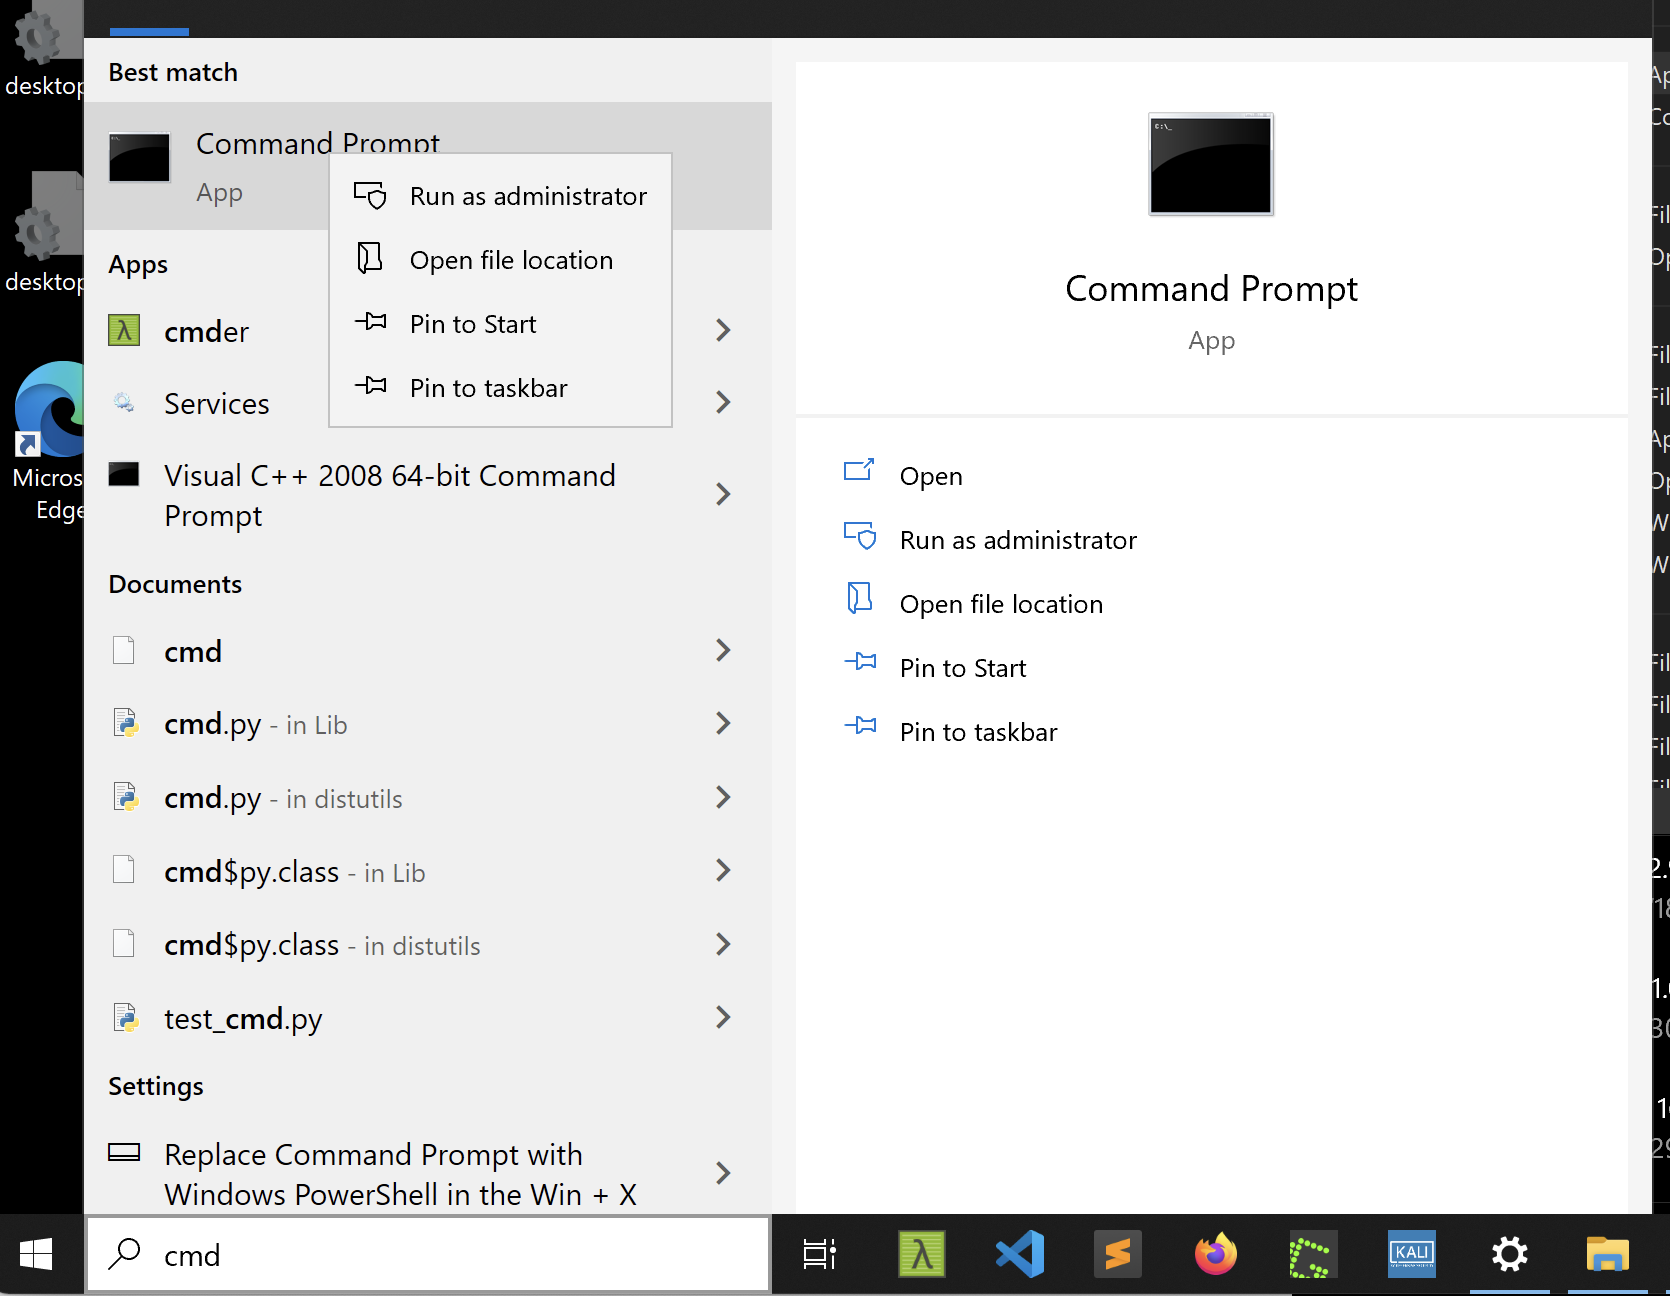 desktop
desktop
Micros
Edge
Best match
Command Prompt
App
Run as administrator
Open file location
Pin to Start
Pin to taskbar
Apps
cmder
Services
Visual C++ 2008 64-bit Command
Prompt
Documents
cmd
cmd.py - in Lib
cmd.py - in distutils
cmd$py.class - in Lib
cmd$py.class - in distutils
test_cmd.py
Settings
Replace Command Prompt with
Windows PowerShell in the Win + X
cmd
Command Prompt
App
Open
Run as administrator
Open file location
Pin to Start
Pin to taskbar
KALI